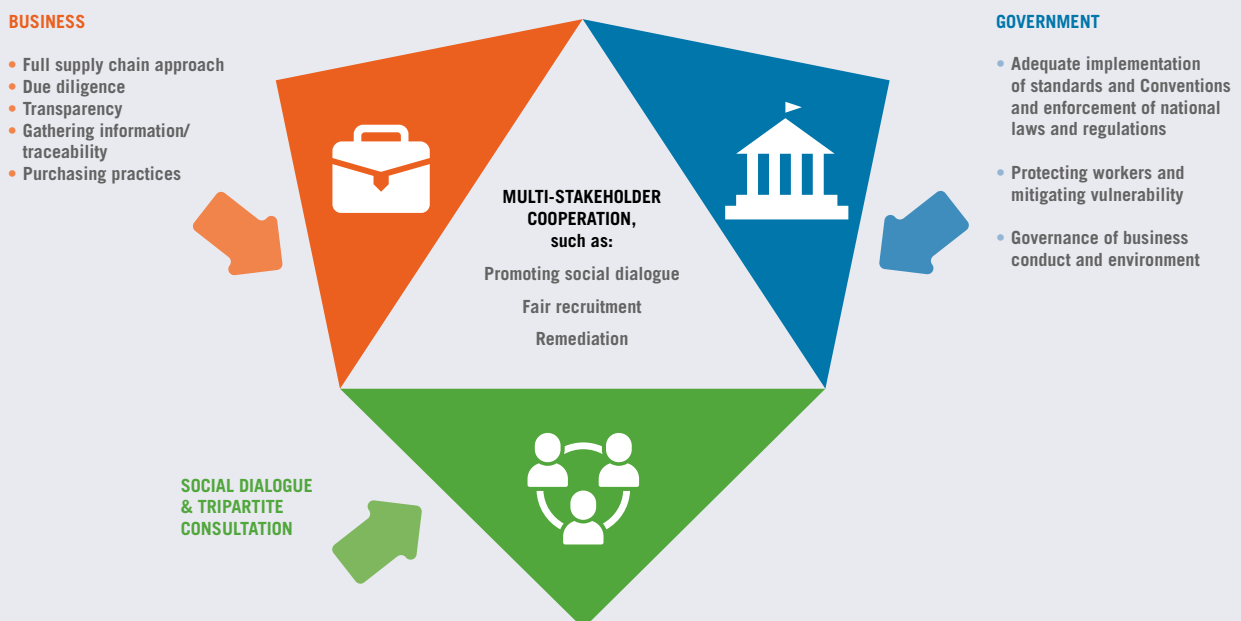 BUSINESS
• Full supply chain approach
• Due diligence
• Transparency
• Gathering information/
traceability
• Purchasing practices
MULTI-STAKEHOLDER
COOPERATION,
such as:
Promoting social dialogue
Fair recruitment
Remediation
GOVERNMENT
• Adequate implementation
of standards and Conventions
and enforcement of national
laws and regulations
• Protecting workers and
mitigating vulnerability
• Governance of business
conduct and environment
SOCIAL DIALOGUE
& TRIPARTITE
CONSULTATION